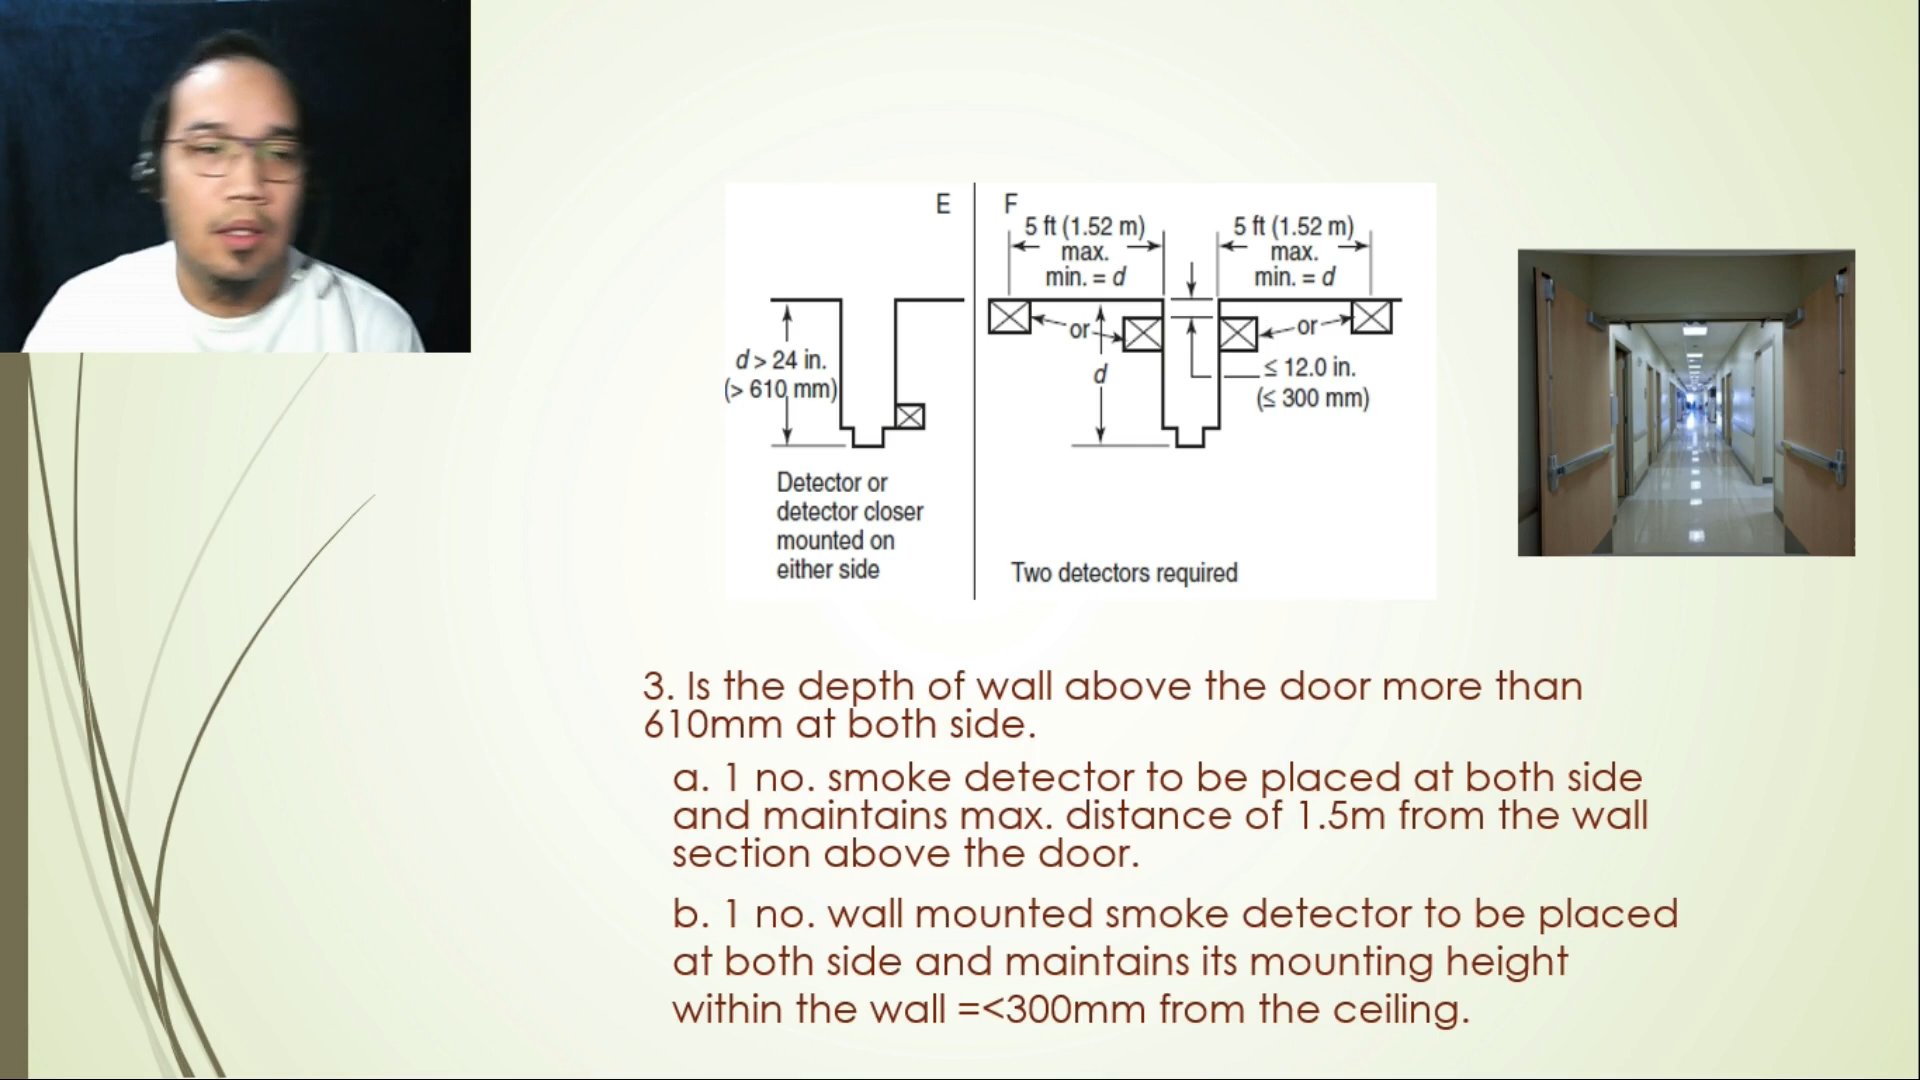 E
d > 24 in.
(> 610 mm)
Detector or
detector closer
mounted on
either side
F
5 ft (1.52 m)
max.
min. = d
5 ft (1.52 m)
max.
min. = d
or
or
d
≤ 12.0 in.
(≤ 300 mm)
Two detectors required
3. Is the depth of wall above the door more than
610mm at both side.
a. 1 no. smoke detector to be placed at both side
and maintains max. distance of 1.5m from the wall
section above the door.
b. 1 no. wall mounted smoke detector to be placed
at both side and maintains its mounting height
within the wall =<300mm from the ceiling.